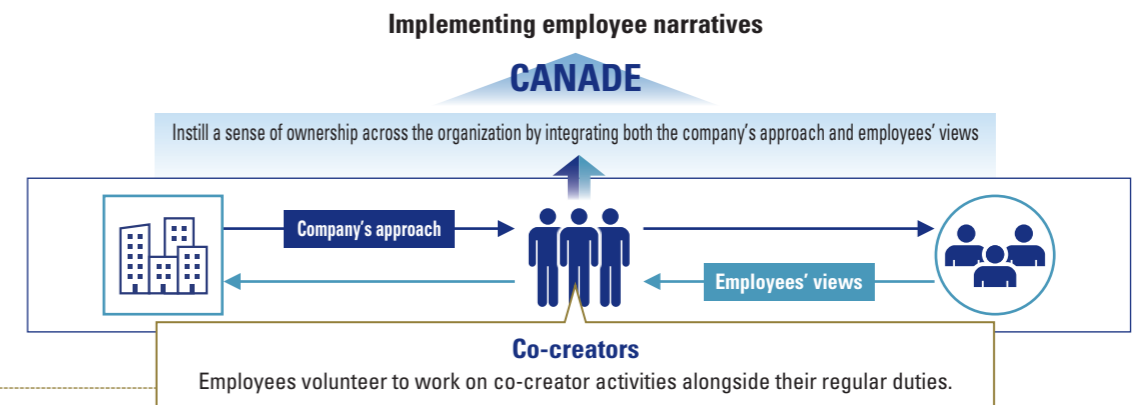 Implementing employee narratives
CANADE
Instill a sense of ownership across the organization by integrating both the company's approach and employees' views
Company's approach
Employees' views
Co-creators
Employees volunteer to work on co-creator activities alongside their regular duties.